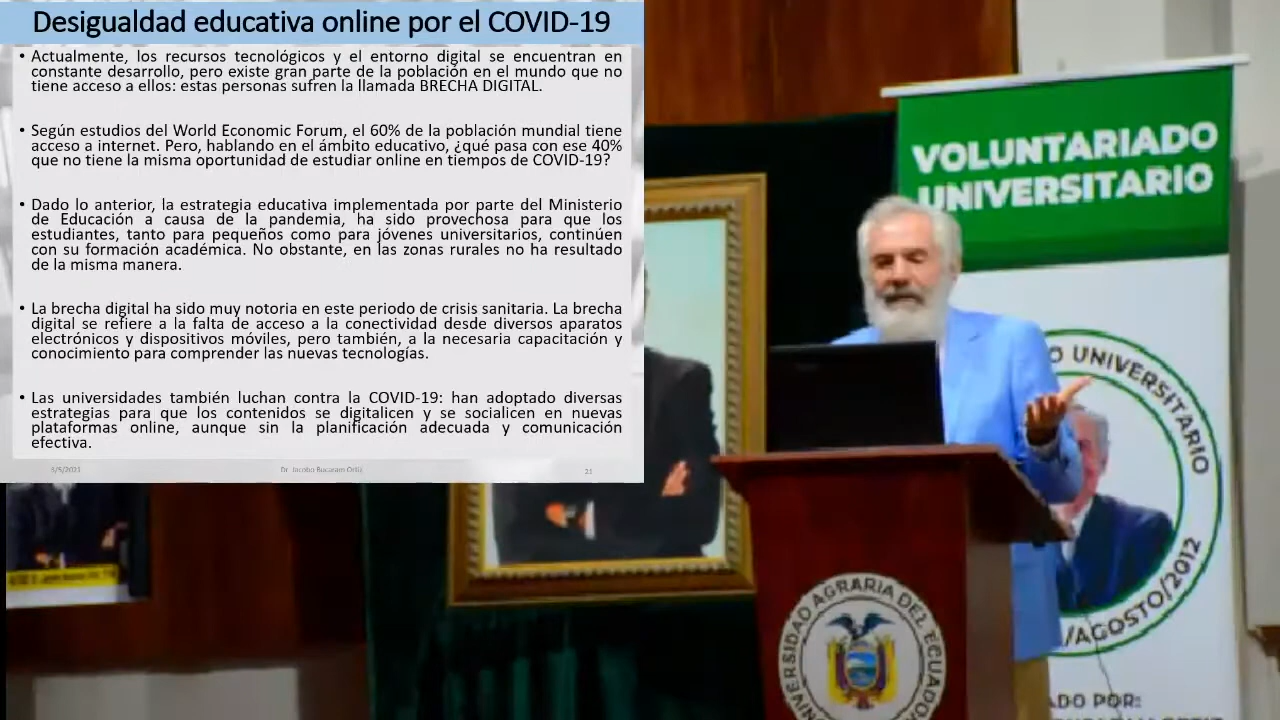 Desigualdad educativa online por el COVID-19
• Actualmente, los recursos tecnológicos y el entorno digital se encuentran en
constante desarrollo, pero existe gran parte de la población en el mundo que no
tiene acceso a ellos: estas personas sufren la llamada BRECHA DIGITAL.
• Según estudios del World Economic Forum, el 60% de la población mundial tiene
acceso a internet. Pero, hablando en el ámbito educativo, ¿qué pasa con ese 40%
que no tiene la misma oportunidad de estudiar online en tiempos de COVID-19?
• Dado lo anterior, la estrategia educativa implementada por parte del Ministerio
de Educación a causa de la pandemia, ha sido provechosa para que los
estudiantes, tanto para pequeños como para jóvenes universitarios, continúen
con su formación académica. No obstante, en las zonas rurales no ha resultado
de la misma manera.
• La brecha digital ha sido muy notoria en este periodo de crisis sanitaria. La brecha
digital se refiere a la falta de acceso a la conectividad desde diversos aparatos
electrónicos y dispositivos móviles, pero también, a la necesaria capacitación y
conocimiento para comprender las nuevas tecnologías.
• Las universidades también luchan contra la COVID-19: han adoptado diversas
estrategias para que los contenidos se digitalicen y se socialicen en nuevas
plataformas online, aunque sin la planificación adecuada y comunicación
efectiva.
Dr. Jacobo Bucaram Ortiz
21
VOLUNTARIADO
UNIVERSITARIO
O UNIVERSITARIO
/AGOSTO/2012
ADO POR:
UNIVERSIDAD AGRARIA DEL ECUADOR